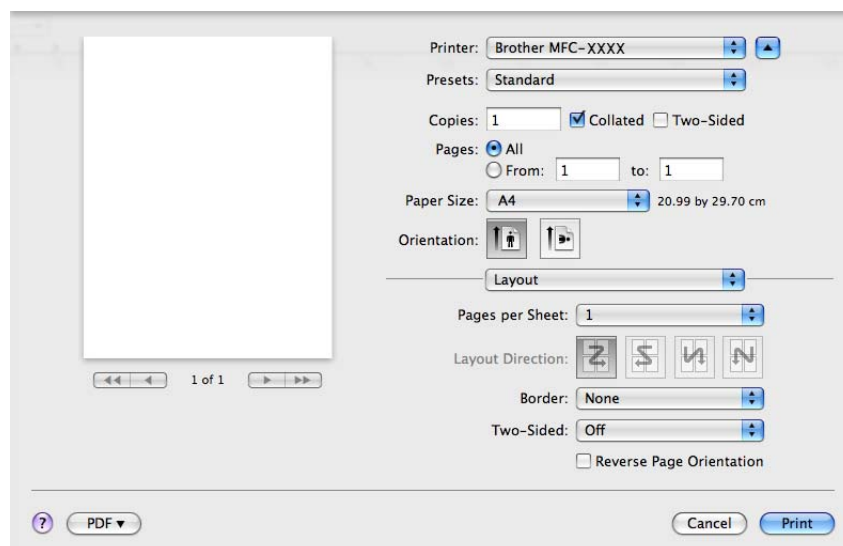 Printer: Brother MFC-XXXX
Presets: Standard
Copies: 1 Collated Two-Sided
Pages: All
From: 1 to: 1
Paper Size: A4 20.99 by 29.70 cm
Orientation:
Layout
Pages per Sheet: 1
Layout Direction:
Border: None
Two-Sided: Off
Reverse Page Orientation
1 of 1
? PDF Cancel Print